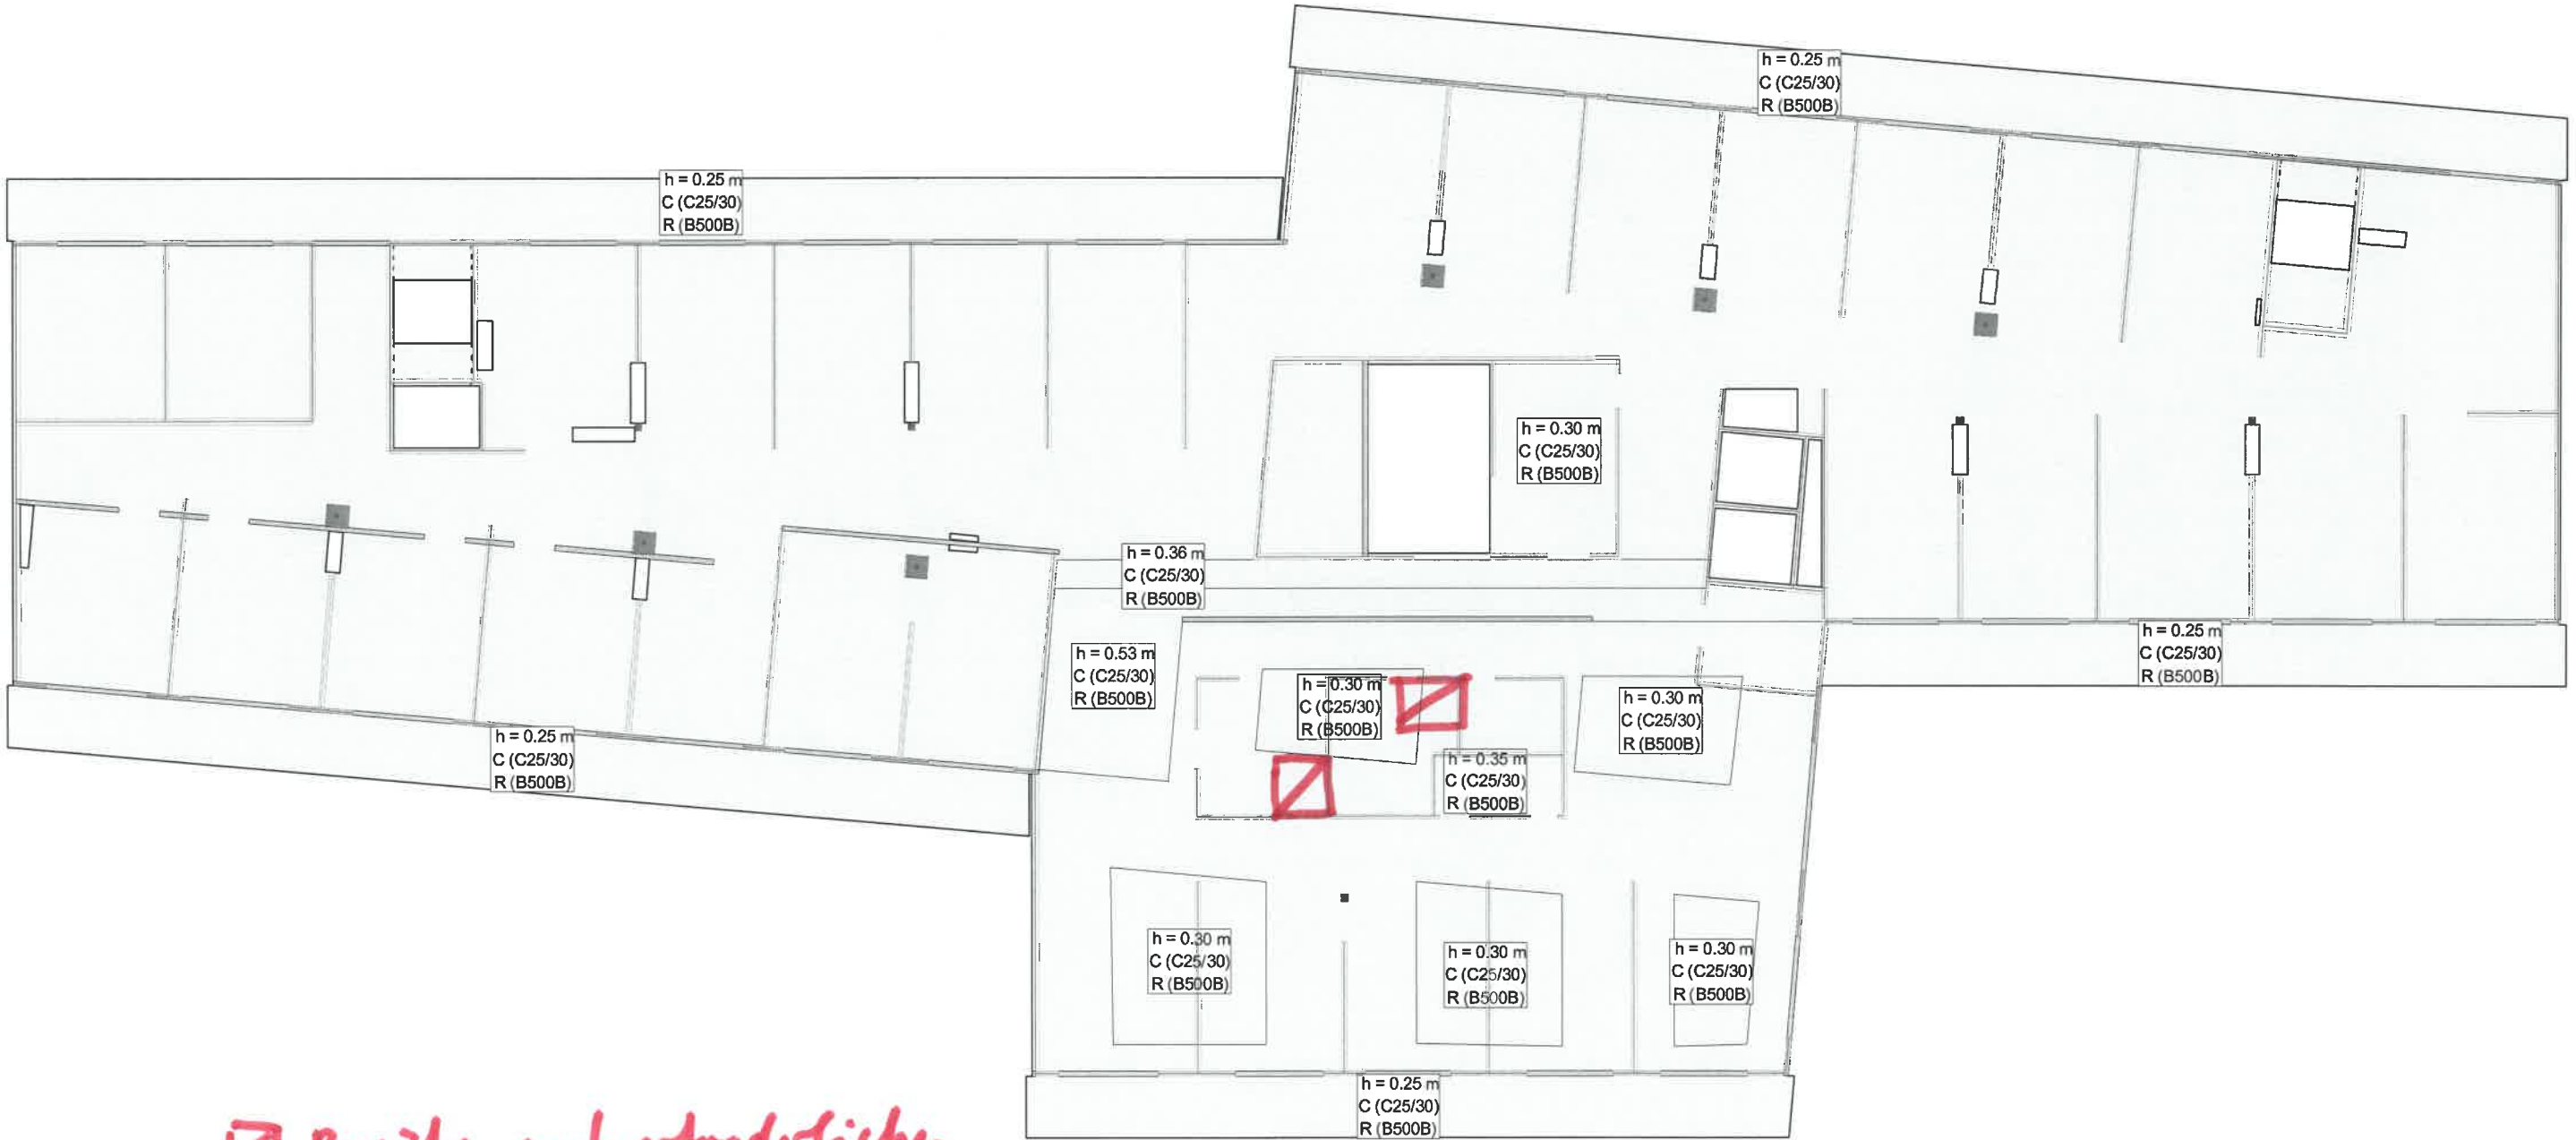 h = 0.25 m
C (C25/30)
R (B500B)
h = 0.25 m
C (C25/30)
R (B500B)
h = 0.30 m
C (C25/30)
R (B500B)
h = 0.36 m
C (C25/30)
R (B500B)
h = 0.53 m
C (C25/30)
R (B500B)
h = 0.25 m
C (C25/30)
R (B500B)
h = 0.30 m
C (C25/30)
R (B500B)
h = 0.30 m
C (C25/30)
R (B500B)
h = 0.25 m
C (C25/30)
R (B500B)
h = 0.35 m
C (C25/30)
R (B500B)
h = 0.30 m
C (C25/30)
R (B500B)
h = 0.30 m
C (C25/30)
R (B500B)
h = 0.30 m
C (C25/30)
R (B500B)
h = 0.25 m
C (C25/30)
R (B500B)